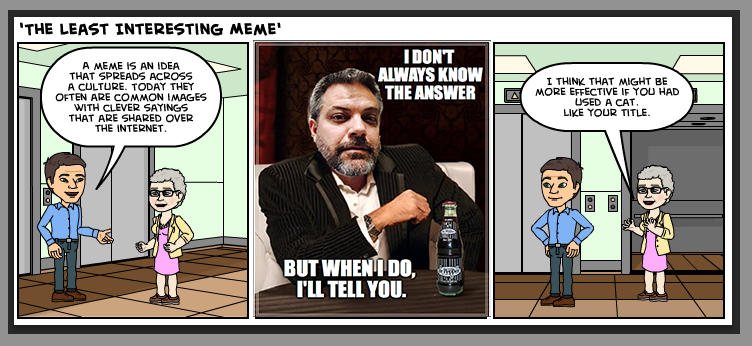 'THE LEAST INTERESTING MEME'
A MEME IS AN IDEA
THAT SPREADS ACROSS
A CULTURE. TODAY THEY
OFTEN ARE COMMON IMAGES
WITH CLEVER SAYINGS
THAT ARE SHARED OVER
THE INTERNET.
I DON'T
ALWAYS KNOW
THE ANSWER
BUT WHEN I DO,
I'LL TELL YOU.
I THINK THAT MIGHT BE
MORE EFFECTIVE IF YOU HAD
USED A CAT.
LIKE YOUR TITLE.